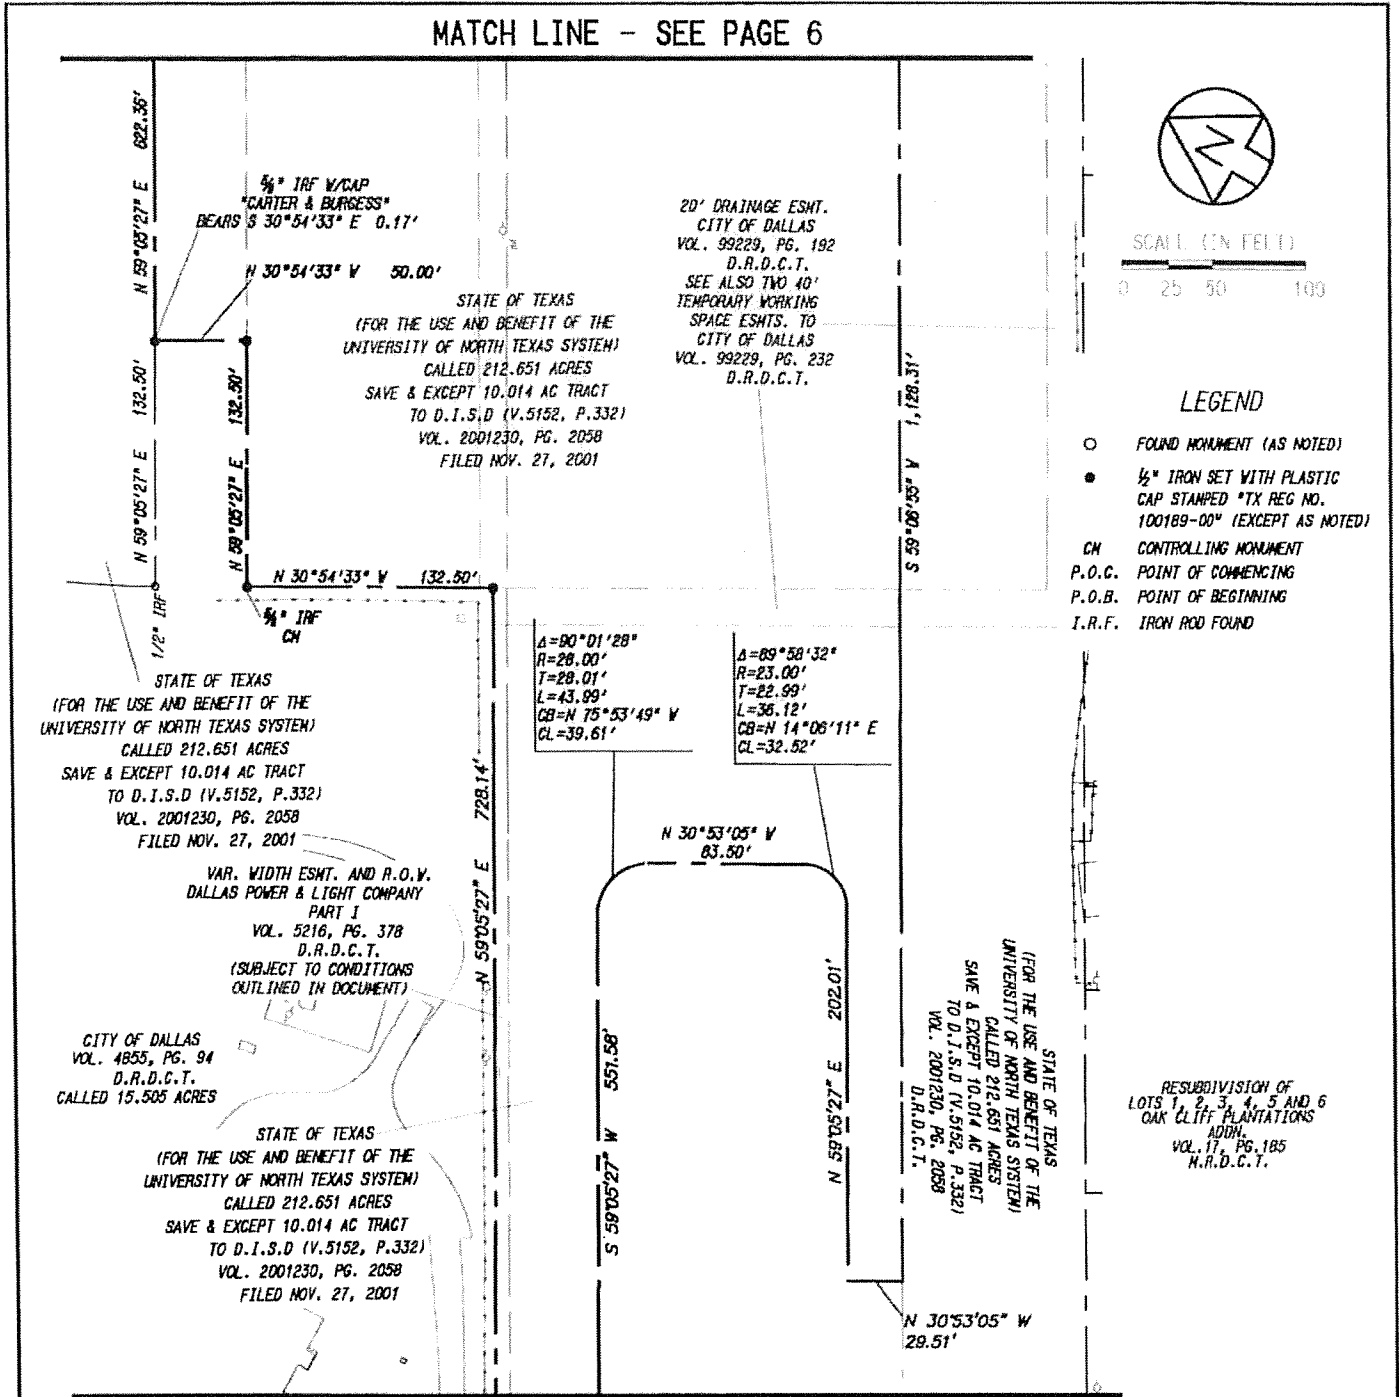 MATCH LINE - SEE PAGE 6
N 59°05'27" E 622.36'
5/8" IRF W/CAP
"CARTER & BURGESS"
BEARS S 30°54'33" E 0.17'
N 30°54'33" W 50.00'
STATE OF TEXAS
(FOR THE USE AND BENEFIT OF THE
UNIVERSITY OF NORTH TEXAS SYSTEM)
CALLED 212.651 ACRES
SAVE & EXCEPT 10.014 AC TRACT
TO D.I.S.D (V.5152, P.332)
VOL. 2001230, PG. 2058
FILED NOV. 27, 2001
20' DRAINAGE ESMT.
CITY OF DALLAS
VOL. 99229, PG. 192
D.R.D.C.T.
SEE ALSO TWO 40'
TEMPORARY WORKING
SPACE ESMTS. TO
CITY OF DALLAS
VOL. 99229, PG. 232
D.R.D.C.T.
N
SCALE (IN FEET)
0 25 50 100
LEGEND
FOUND MONUMENT (AS NOTED)
1/2" IRON SET WITH PLASTIC
CAP STAMPED "TX REG NO.
100189-00" (EXCEPT AS NOTED)
CM CONTROLLING MONUMENT
P.O.C. POINT OF COMMENCING
P.O.B. POINT OF BEGINNING
I.R.F. IRON ROD FOUND
N 59°05'27" E 132.50'
N 59°05'27" E 132.50'
S 59°06'55" W 1,128.31'
N 30°54'33" W 132.50'
1/2" IRF
5/8" IRF
CM
Δ=90°01'28"
R=28.00'
T=28.01'
L=43.99'
CB=N 75°53'49" W
CL=39.61'
Δ=89°58'32"
R=23.00'
T=22.99'
L=36.12'
CB=N 14°06'11" E
CL=32.52'
STATE OF TEXAS
(FOR THE USE AND BENEFIT OF THE
UNIVERSITY OF NORTH TEXAS SYSTEM)
CALLED 212.651 ACRES
SAVE & EXCEPT 10.014 AC TRACT
TO D.I.S.D (V.5152, P.332)
VOL. 2001230, PG. 2058
FILED NOV. 27, 2001
N 59°05'27" E 728.14'
N 30°53'05" W
83.50'
VAR. WIDTH ESMT. AND R.O.W.
DALLAS POWER & LIGHT COMPANY
PART I
VOL. 5216, PG. 378
D.R.D.C.T.
(SUBJECT TO CONDITIONS
OUTLINED IN DOCUMENT)
CITY OF DALLAS
VOL. 4855, PG. 94
D.R.D.C.T.
CALLED 15.505 ACRES
S 59°05'27" W 551.58'
N 59°05'27" E 202.01'
STATE OF TEXAS
(FOR THE USE AND BENEFIT OF THE
UNIVERSITY OF NORTH TEXAS SYSTEM)
CALLED 212.651 ACRES
SAVE & EXCEPT 10.014 AC TRACT
TO D.I.S.D (V.5152, P.332)
VOL. 2001230, PG. 2058
D.R.D.C.T.
RESUBDIVISION OF
LOTS 1, 2, 3, 4, 5 AND 6
OAK CLIFF PLANTATIONS
ADDN.
VOL.17, PG.185
M.R.D.C.T.
STATE OF TEXAS
(FOR THE USE AND BENEFIT OF THE
UNIVERSITY OF NORTH TEXAS SYSTEM)
CALLED 212.651 ACRES
SAVE & EXCEPT 10.014 AC TRACT
TO D.I.S.D (V.5152, P.332)
VOL. 2001230, PG. 2058
FILED NOV. 27, 2001
N 30°53'05" W
29.51'